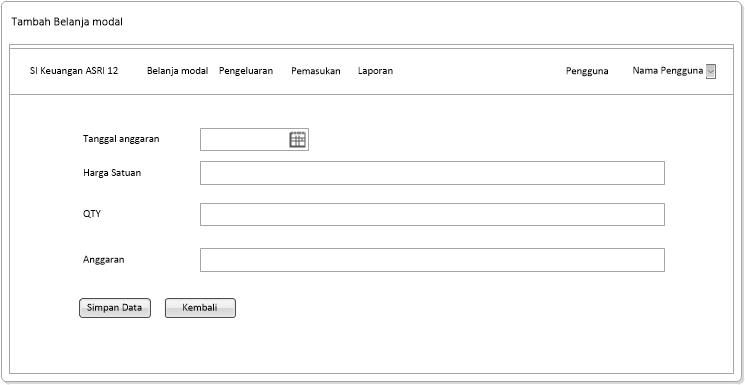 Tambah Belanja modal
SI Keuangan ASRI 12 Belanja modal Pengeluaran Pemasukan Laporan Pengguna Nama Pengguna
Tanggal anggaran
Harga Satuan
QTY
Anggaran
Simpan Data Kembali